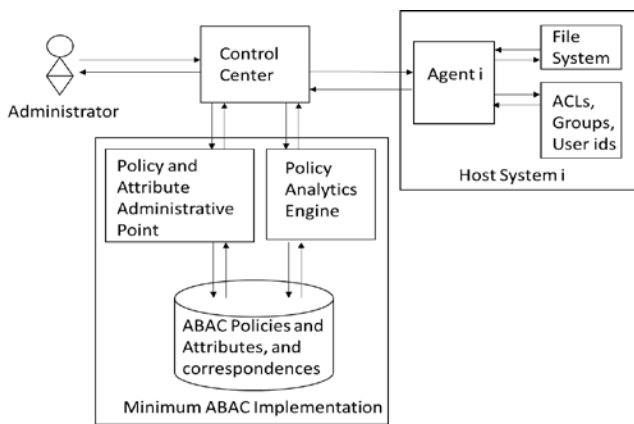 Administrator
Control
Center
Agent i
File
System
ACLs,
Groups,
User ids
Host System i
Policy and
Attribute
Administrative
Point
Policy
Analytics
Engine
ABAC Policies and
Attributes, and
correspondences
Minimum ABAC Implementation